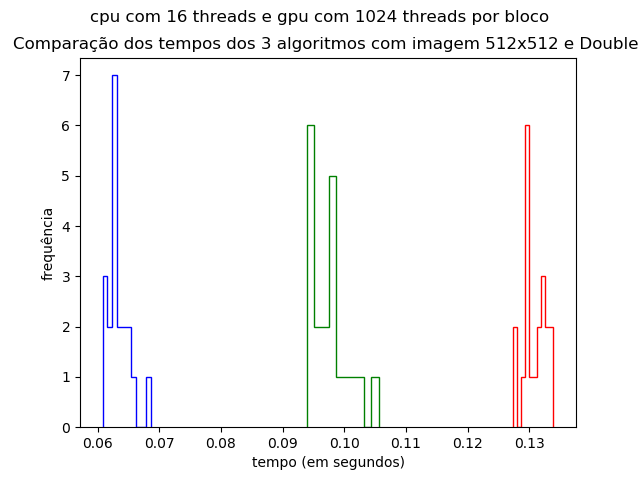 cpu com 16 threads e gpu com 1024 threads por bloco
Comparação dos tempos dos 3 algoritmos com imagem 512x512 e Double
7
6
5
4
3
2
1
0
frequência
0.06 0.07 0.08 0.09 0.10 0.11 0.12 0.13
tempo (em segundos)